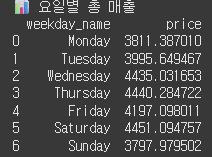 📊 요일별 총 매출
weekday_name price
0 Monday 3811.387010
1 Tuesday 3995.649467
2 Wednesday 4435.031653
3 Thursday 4440.284722
4 Friday 4197.098011
5 Saturday 4451.094757
6 Sunday 3797.979502